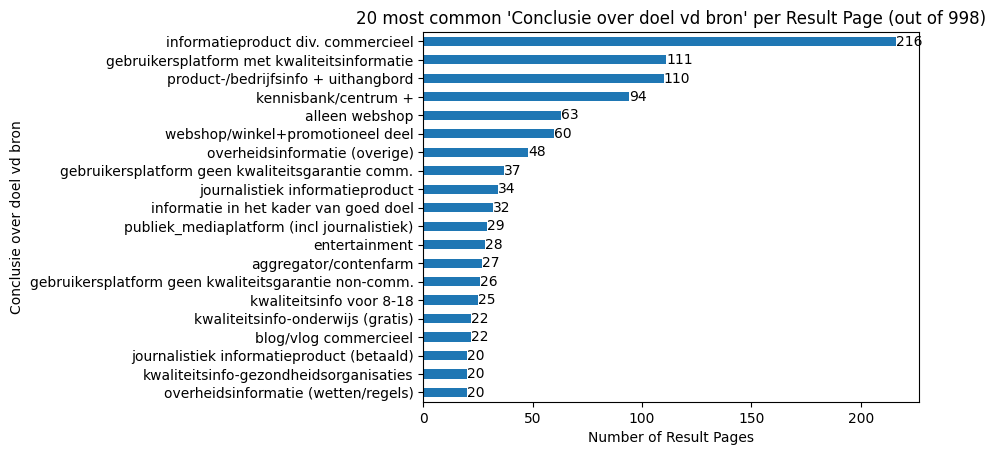 20 most common 'Conclusie over doel vd bron' per Result Page (out of 998)
Conclusie over doel vd bron
informatieproduct div. commercieel 216
gebruikersplatform met kwaliteitsinformatie 111
product-/bedrijfsinfo + uithangbord 110
kennisbank/centrum + 94
alleen webshop 63
webshop/winkel+promotioneel deel 60
overheidsinformatie (overige) 48
gebruikersplatform geen kwaliteitsgarantie comm. 37
journalistiek informatieproduct 34
informatie in het kader van goed doel 32
publiek_mediaplatform (incl journalistiek) 29
entertainment 28
aggregator/contenfarm 27
gebruikersplatform geen kwaliteitsgarantie non-comm. 26
kwaliteitsinfo voor 8-18 25
kwaliteitsinfo-onderwijs (gratis) 22
blog/vlog commercieel 22
journalistiek informatieproduct (betaald) 20
kwaliteitsinfo-gezondheidsorganisaties 20
overheidsinformatie (wetten/regels) 20
0 50 100 150 200
Number of Result Pages